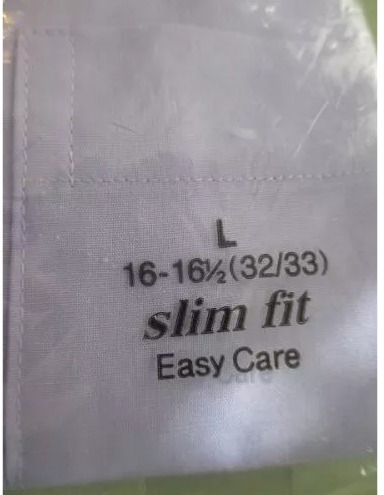 L
16-16½(32/33)
slim fit
Easy Care